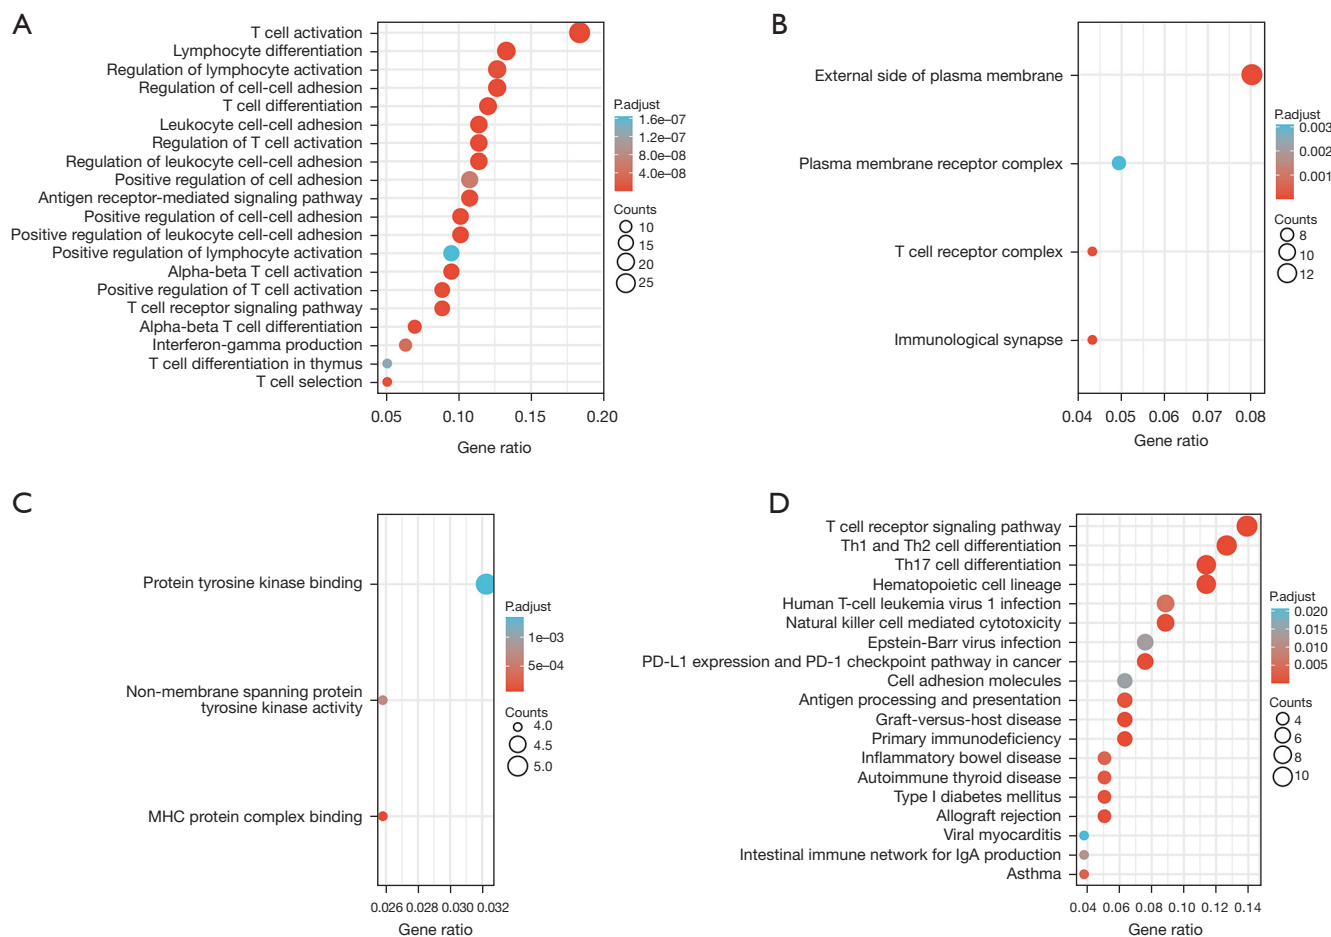 A
T cell activation
Lymphocyte differentiation
Regulation of lymphocyte activation
Regulation of cell-cell adhesion
T cell differentiation
Leukocyte cell-cell adhesion
Regulation of T cell activation
Regulation of leukocyte cell-cell adhesion
Positive regulation of cell adhesion
Antigen receptor-mediated signaling pathway
Positive regulation of cell-cell adhesion
Positive regulation of leukocyte cell-cell adhesion
Positive regulation of lymphocyte activation
Alpha-beta T cell activation
Positive regulation of T cell activation
T cell receptor signaling pathway
Alpha-beta T cell differentiation
Interferon-gamma production
T cell differentiation in thymus
T cell selection
0.05 0.10 0.15 0.20
Gene ratio
P.adjust
1.6e–07
1.2e–07
8.0e–08
4.0e–08
Counts
10
15
20
25
B
External side of plasma membrane
Plasma membrane receptor complex
T cell receptor complex
Immunological synapse
0.04 0.05 0.06 0.07 0.08
Gene ratio
P.adjust
0.003
0.002
0.001
Counts
8
10
12
C
Protein tyrosine kinase binding
Non-membrane spanning protein
tyrosine kinase activity
MHC protein complex binding
0.026 0.028 0.030 0.032
Gene ratio
P.adjust
1e–03
5e–04
Counts
4.0
4.5
5.0
D
T cell receptor signaling pathway
Th1 and Th2 cell differentiation
Th17 cell differentiation
Hematopoietic cell lineage
Human T-cell leukemia virus 1 infection
Natural killer cell mediated cytotoxicity
Epstein-Barr virus infection
PD-L1 expression and PD-1 checkpoint pathway in cancer
Cell adhesion molecules
Antigen processing and presentation
Graft-versus-host disease
Primary immunodeficiency
Inflammatory bowel disease
Autoimmune thyroid disease
Type I diabetes mellitus
Allograft rejection
Viral myocarditis
Intestinal immune network for IgA production
Asthma
0.04 0.06 0.08 0.10 0.12 0.14
Gene ratio
P.adjust
0.020
0.015
0.010
0.005
Counts
4
6
8
10